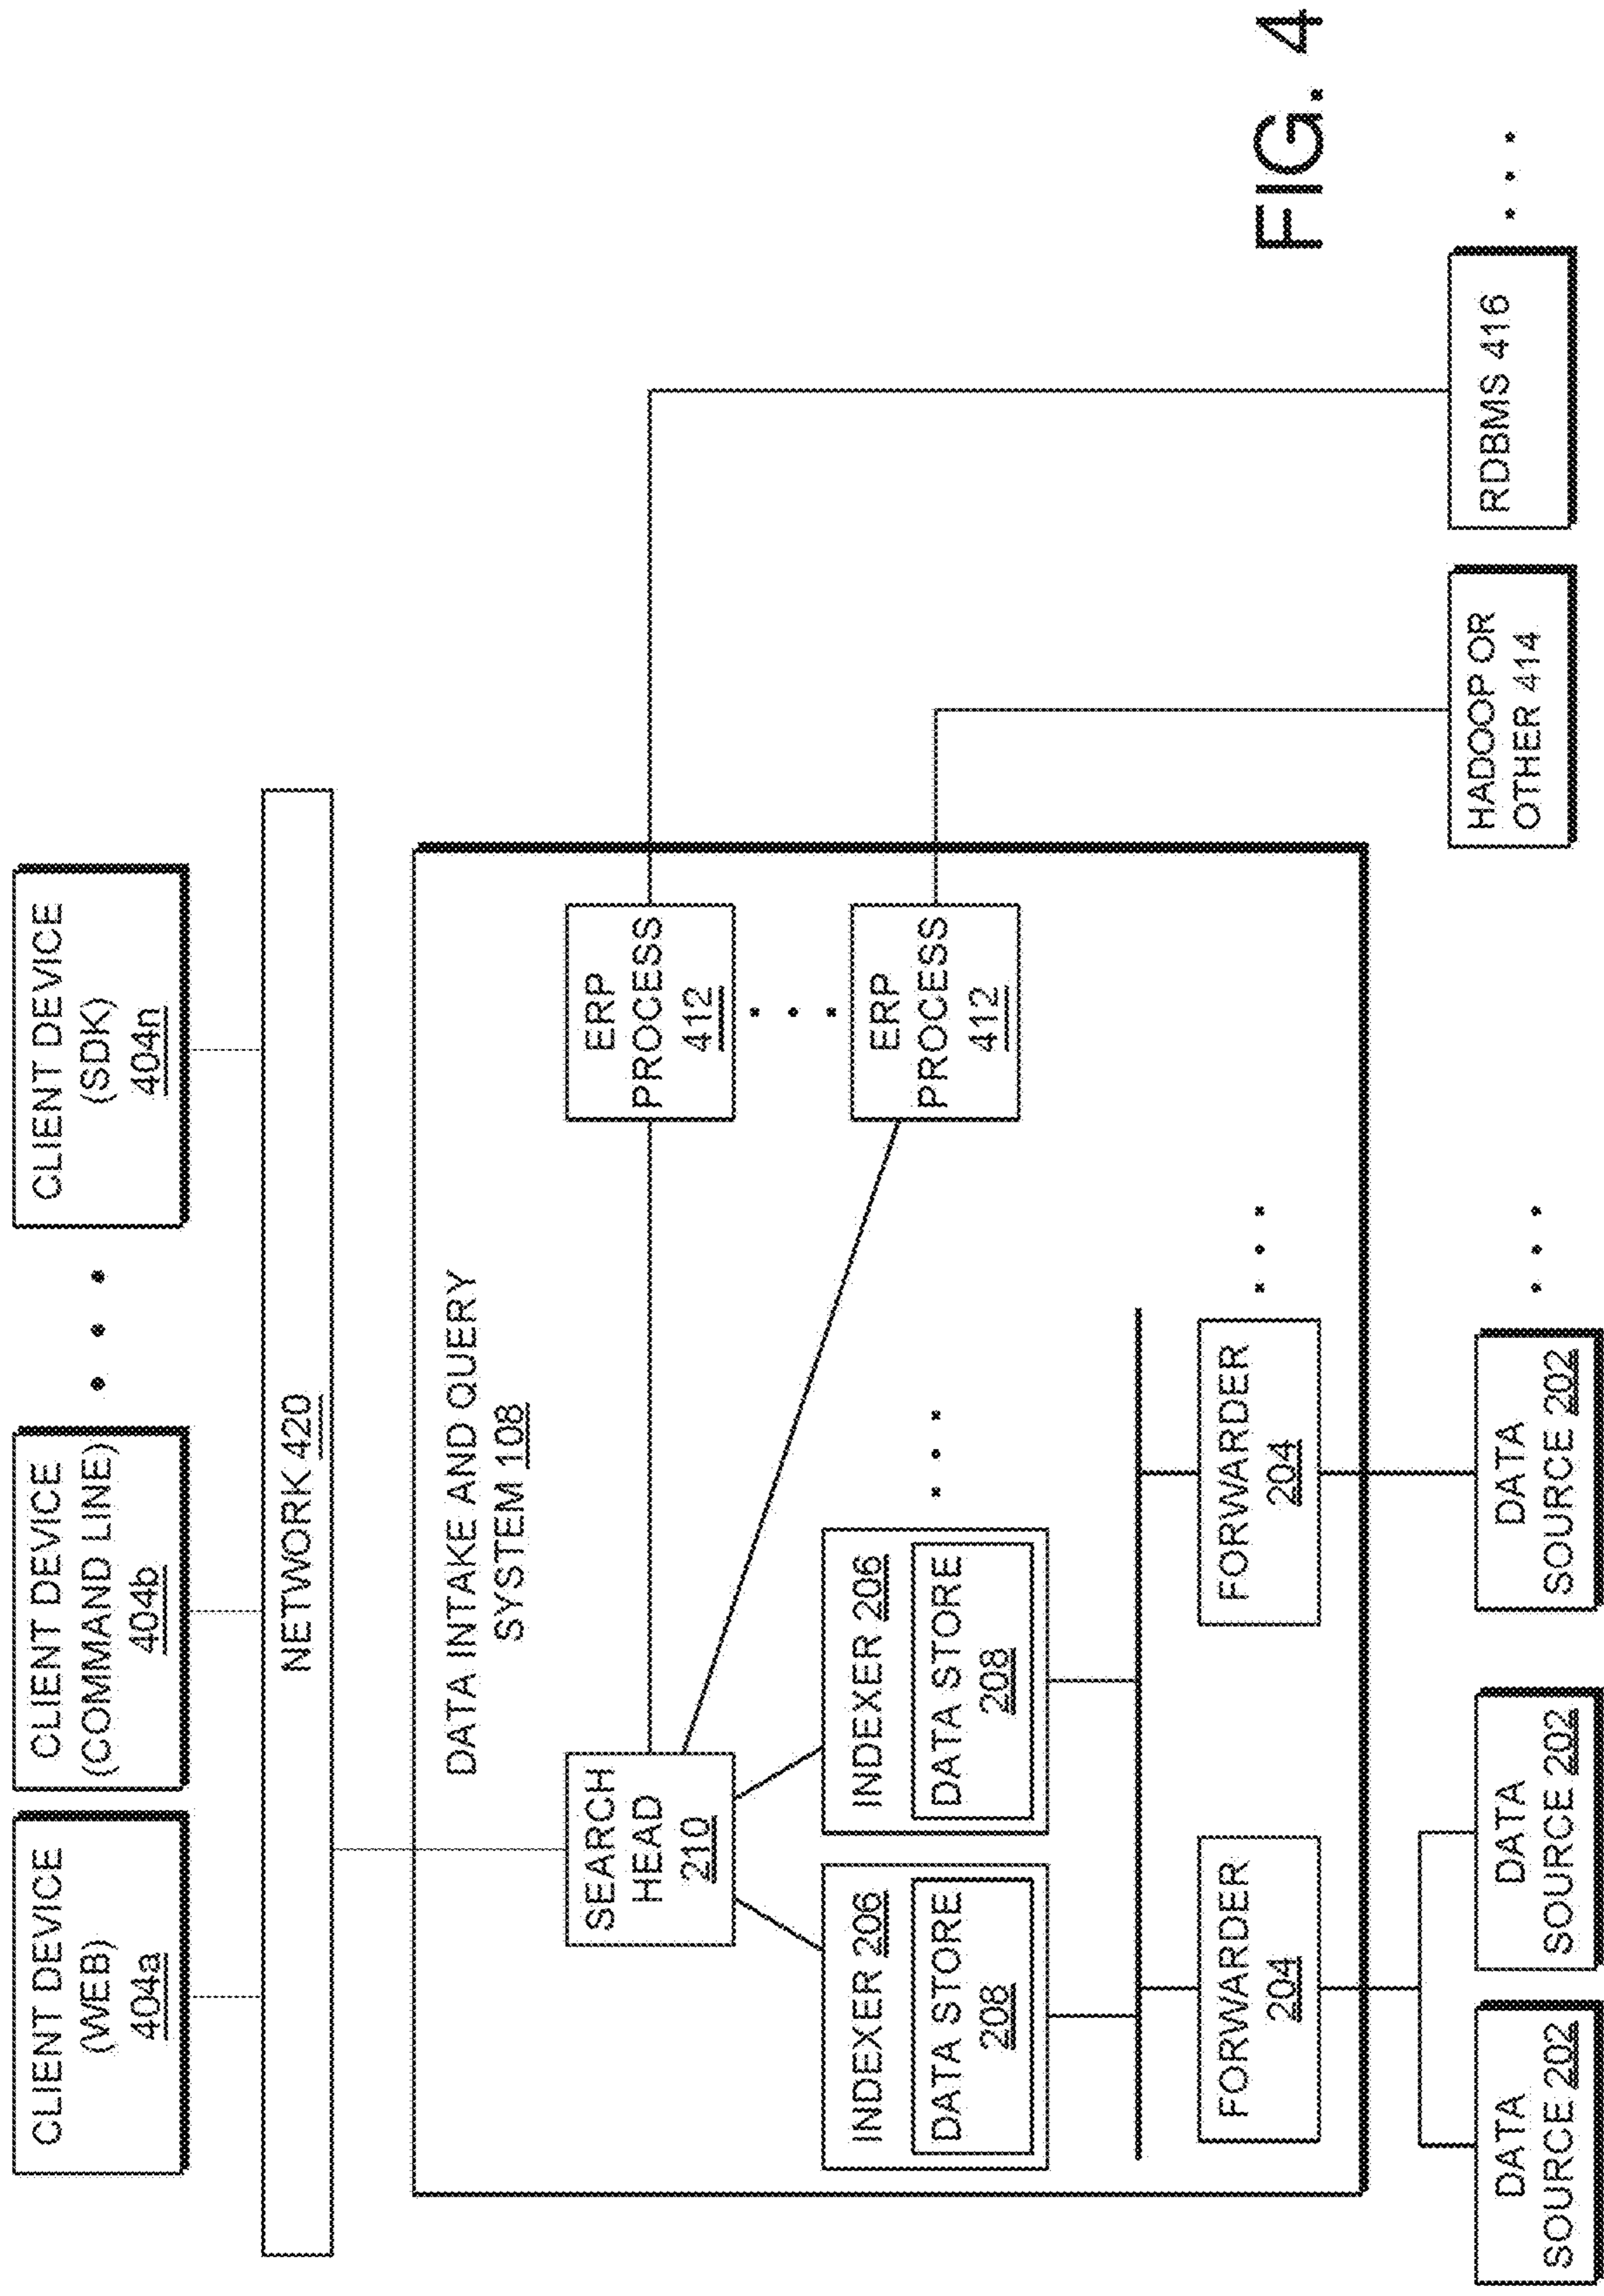 CLIENT DEVICE
(WEB)
404a
CLIENT DEVICE
(COMMAND LINE)
404b
CLIENT DEVICE
(SDK)
404n
NETWORK 420
DATA INTAKE AND QUERY
SYSTEM 108
SEARCH
HEAD
210
ERP
PROCESS
412
ERP
PROCESS
412
INDEXER 206
DATA STORE
208
INDEXER 206
DATA STORE
208
FORWARDER
204
FORWARDER
204
DATA
SOURCE 202
DATA
SOURCE 202
DATA
SOURCE 202
HADOOP OR
OTHER 414
RDBMS 416
FIG. 4